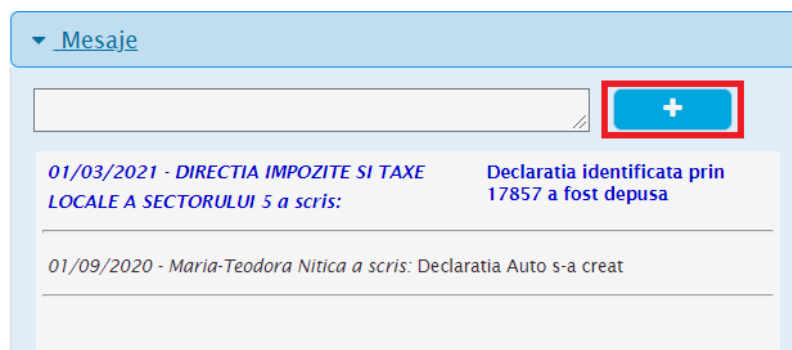 Mesaje
+
01/03/2021 - DIRECTIA IMPOZITE SI TAXE
LOCALE A SECTORULUI 5 a scris:
Declaratia identificata prin
17857 a fost depusa
01/09/2020 - Maria-Teodora Nitica a scris: Declaratia Auto s-a creat